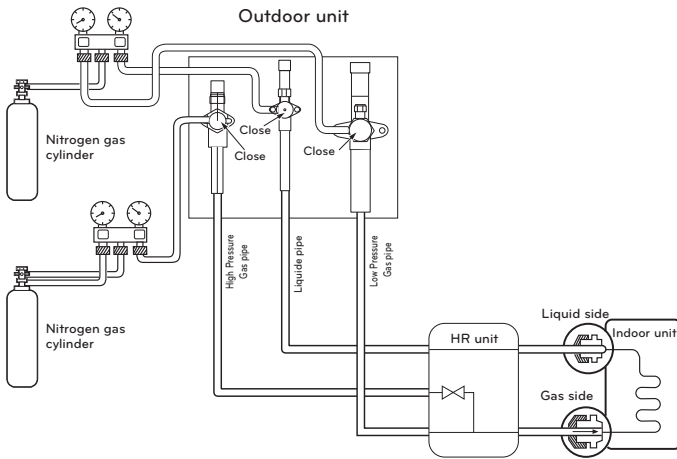 Outdoor unit
Nitrogen gas
cylinder
Close
Close
Close
Nitrogen gas
cylinder
High Pressure
Gas pipe
Liquide pipe
Low Pressure
Gas pipe
HR unit
Liquid side
Indoor unit
Gas side